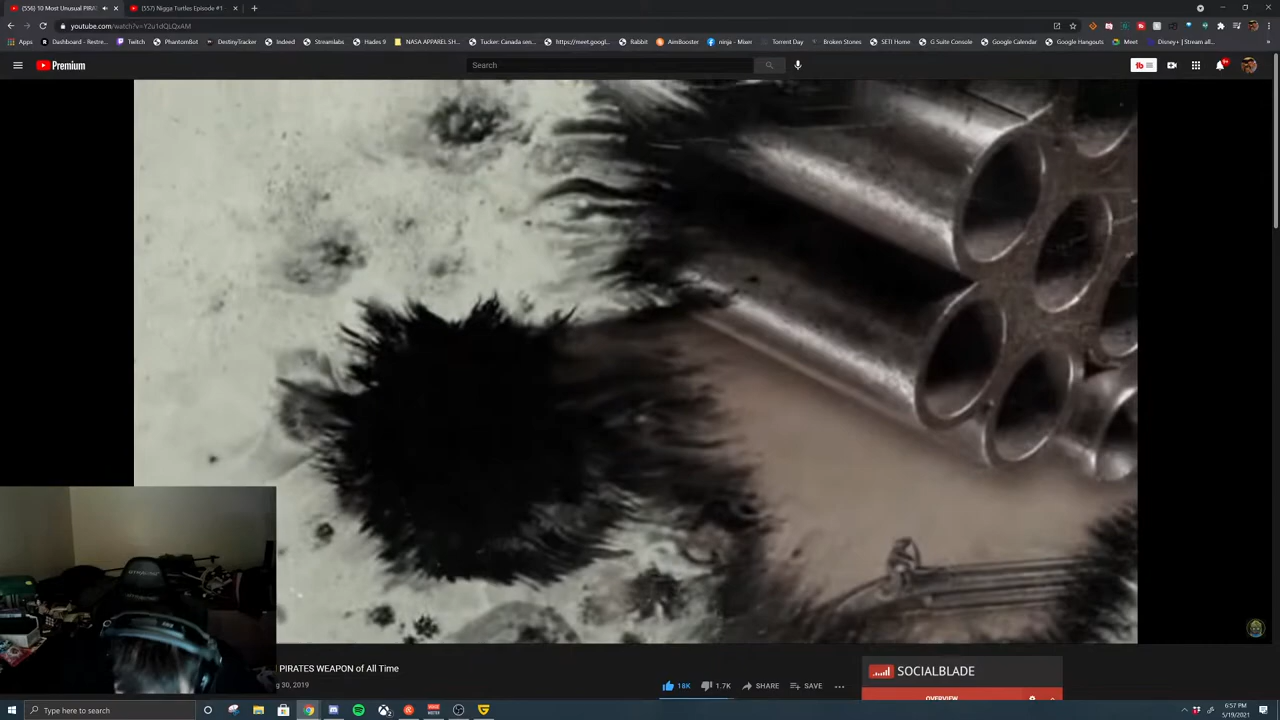 (556) 10 Most Unusual PIRA
(557) Nigga Turtles Episode #1 -
youtube.com/watch?v=Y2u1dQLQxAM
Apps Dashboard - Restre... Twitch PhantomBot DestinyTracker Indeed Streamlabs Hades 9 NASA APPAREL SH... Tucker: Canada sen... https://meet.googl... Rabbit AimBooster ninja - Mixer Torrent Day Broken Stones SETI Home G Suite Console Google Calendar Google Hangouts Meet Disney+ | Stream all...
Premium
Search
9+
PIRATES WEAPON of All Time
g 30, 2019
18K 1.7K SHARE SAVE
SOCIALBLADE
OVERVIEW
Type here to search
6:57 PM
5/19/2021